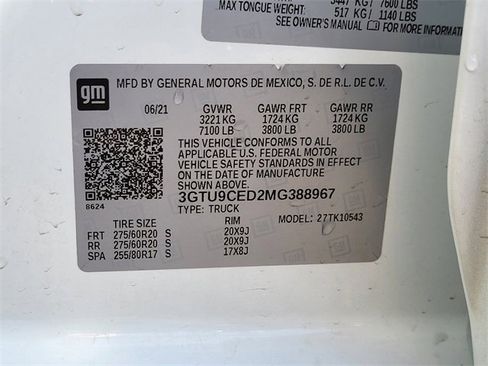 3447 KG / 7600 LBS
MAX TONGUE WEIGHT:
517 KG / 1140 LBS
SEE OWNER'S MANUAL
gm
MFD BY GENERAL MOTORS DE MEXICO, S. DE R.L. DE C.V.
06/21 GVWR GAWR FRT GAWR RR
3221 KG 1724 KG 1724 KG
7100 LB 3800 LB 3800 LB
THIS VEHICLE CONFORMS TO ALL
APPLICABLE U.S. FEDERAL MOTOR
VEHICLE SAFETY STANDARDS IN EFFECT
ON THE DATE OF MANUFACTURE
SHOWN ABOVE.
3GTU9CED2MG388967
8624
TYPE: TRUCK MODEL: 27TK10543
TIRE SIZE RIM
FRT 275/60R20 S 20X9J
RR 275/60R20 S 20X9J
SPA 255/80R17 S 17X8J